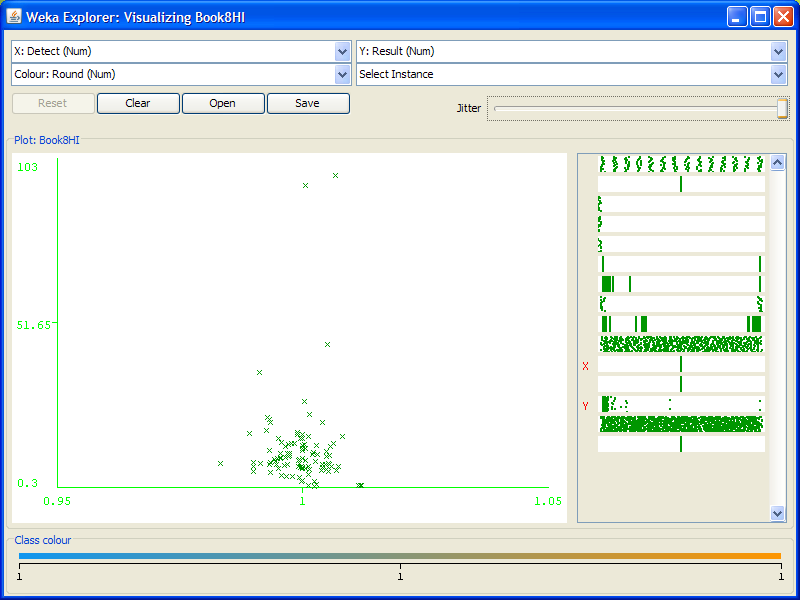 Weka Explorer: Visualizing Book8HI
X: Detect (Num)
Y: Result (Num)
Colour: Round (Num)
Select Instance
Reset
Clear
Open
Save
Jitter
Plot: Book8HI
103
51.65
0.3
0.95
1
1.05
X
Y
Class colour
1
1
1